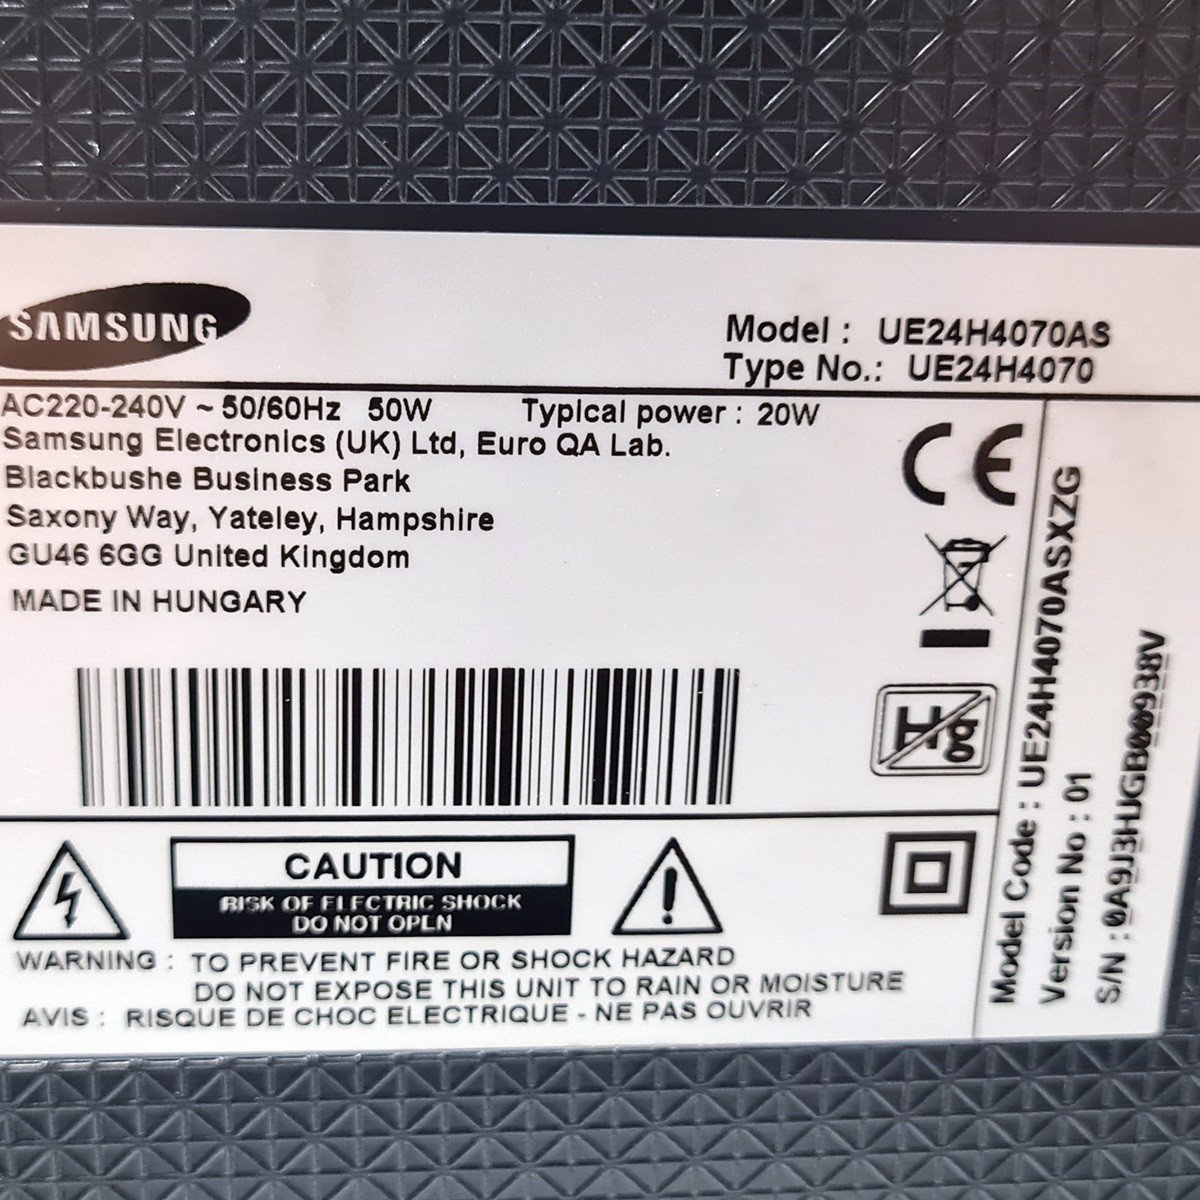 SAMSUNG
Model : UE24H4070AS
Type No.: UE24H4070
AC220-240V ~ 50/60Hz 50W Typical power : 20W
Samsung Electronics (UK) Ltd, Euro QA Lab.
Blackbushe Business Park
Saxony Way, Yateley, Hampshire
GU46 6GG United Kingdom
MADE IN HUNGARY
CE
Hg
CAUTION
RISK OF ELECTRIC SHOCK
DO NOT OPEN
WARNING : TO PREVENT FIRE OR SHOCK HAZARD
DO NOT EXPOSE THIS UNIT TO RAIN OR MOISTURE
AVIS : RISQUE DE CHOC ELECTRIQUE - NE PAS OUVRIR
Model Code : UE24H4070ASXZG
Version No : 01
S/N : 0A9J3HJGB00938V